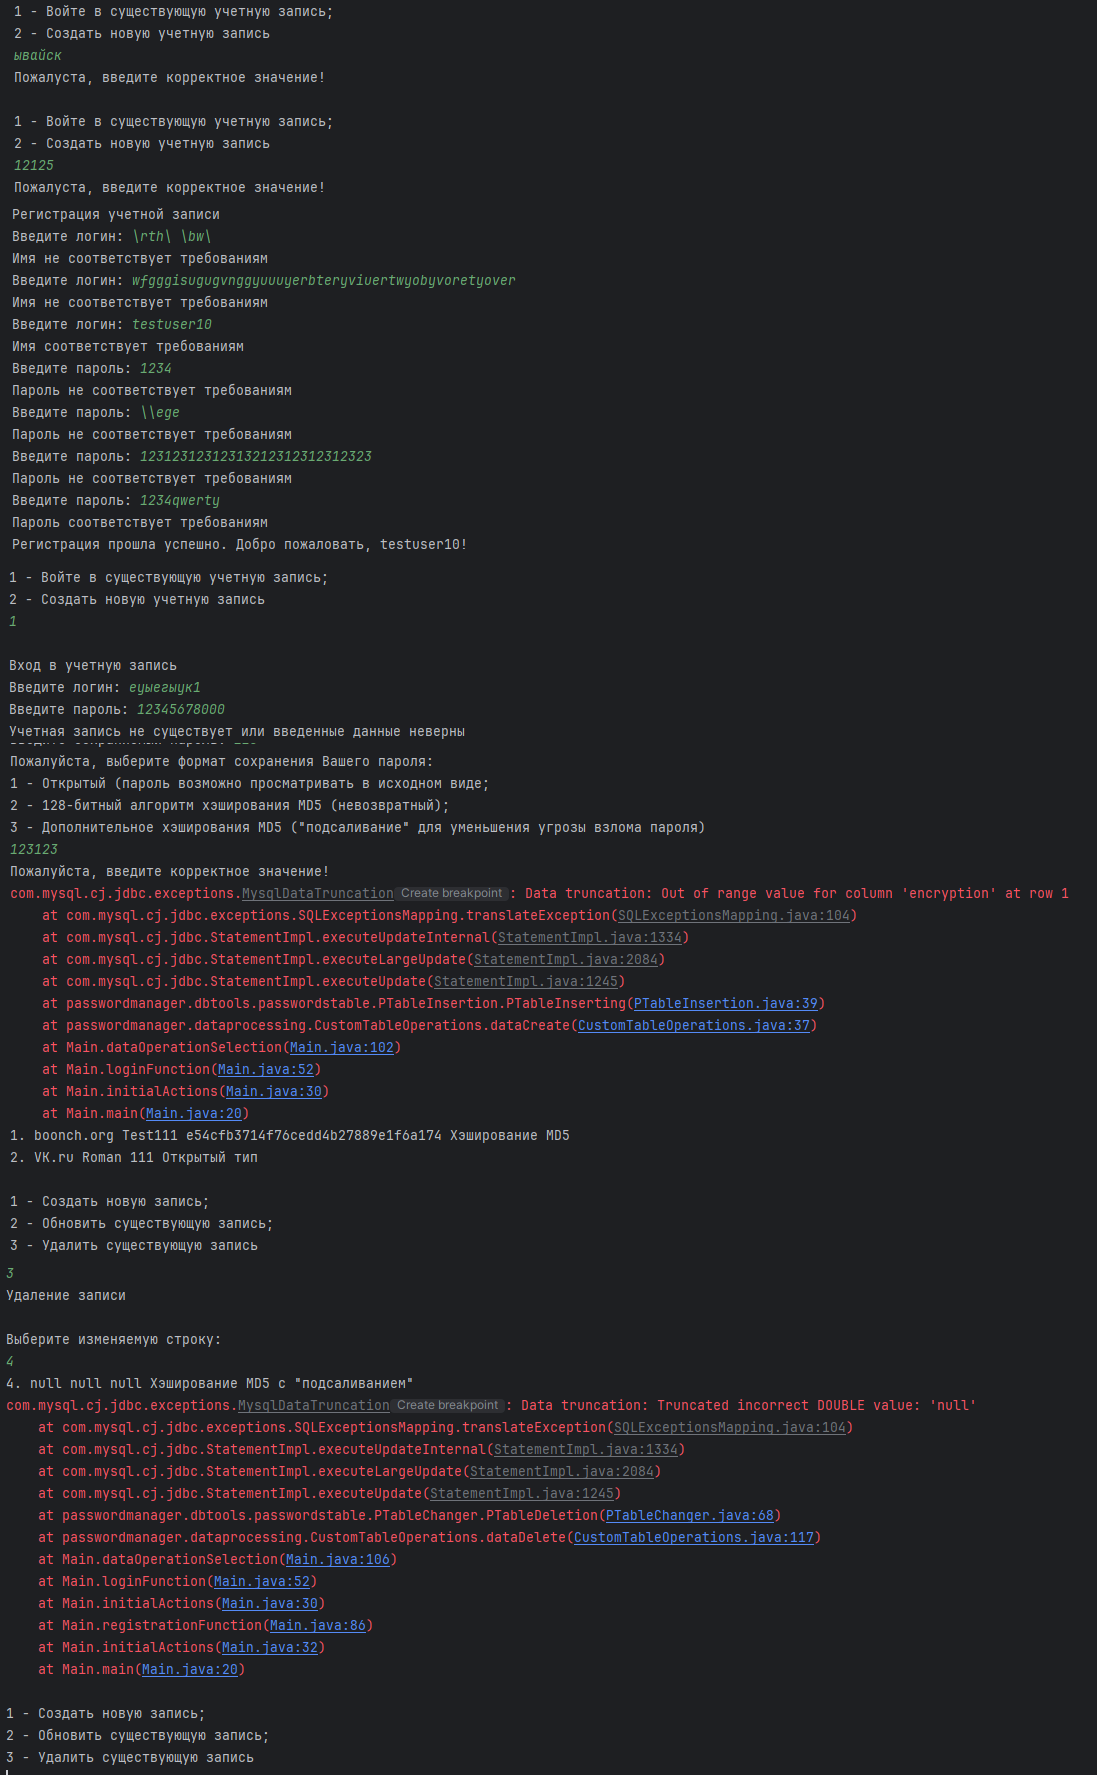 1 - Войте в существующую учетную запись;
2 - Создать новую учетную запись
ывайск
Пожалуста, введите корректное значение!
1 - Войте в существующую учетную запись;
2 - Создать новую учетную запись
12125
Пожалуста, введите корректное значение!
Регистрация учетной записи
Введите логин: \rth\ \bw\
Имя не соответствует требованиям
Введите логин: wfgggisugugvnggyuuuyerbteryviuertwyobyvoretyover
Имя не соответствует требованиям
Введите логин: testuser10
Имя соответствует требованиям
Введите пароль: 1234
Пароль не соответствует требованиям
Введите пароль: \\ege
Пароль не соответствует требованиям
Введите пароль: 12312312312313212312312312323
Пароль не соответствует требованиям
Введите пароль: 1234qwerty
Пароль соответствует требованиям
Регистрация прошла успешно. Добро пожаловать, testuser10!
1 - Войте в существующую учетную запись;
2 - Создать новую учетную запись
1
Вход в учетную запись
Введите логин: еуыегыук1
Введите пароль: 12345678000
Учетная запись не существует или введенные данные неверны
Пожалуйста, выберите формат сохранения Вашего пароля:
1 - Открытый (пароль возможно просматривать в исходном виде;
2 - 128-битный алгоритм хэширования MD5 (невозвратный);
3 - Дополнительное хэширования MD5 ("подсаливание" для уменьшения угрозы взлома пароля)
123123
Пожалуйста, введите корректное значение!
com.mysql.cj.jdbc.exceptions.MysqlDataTruncation Create breakpoint : Data truncation: Out of range value for column 'encryption' at row 1
at com.mysql.cj.jdbc.exceptions.SQLExceptionsMapping.translateException(SQLExceptionsMapping.java:104)
at com.mysql.cj.jdbc.StatementImpl.executeUpdateInternal(StatementImpl.java:1334)
at com.mysql.cj.jdbc.StatementImpl.executeLargeUpdate(StatementImpl.java:2084)
at com.mysql.cj.jdbc.StatementImpl.executeUpdate(StatementImpl.java:1245)
at passwordmanager.dbtools.passwordstable.PTableInsertion.PTableInserting(PTableInsertion.java:39)
at passwordmanager.dataprocessing.CustomTableOperations.dataCreate(CustomTableOperations.java:37)
at Main.dataOperationSelection(Main.java:102)
at Main.loginFunction(Main.java:52)
at Main.initialActions(Main.java:30)
at Main.main(Main.java:20)
1. boonch.org Test111 e54cfb3714f76cedd4b27889e1f6a174 Хэширование MD5
2. VK.ru Roman 111 Открытый тип
1 - Создать новую запись;
2 - Обновить существующую запись;
3 - Удалить существующую запись
3
Удаление записи
Выберите изменяемую строку:
4
4. null null null Хэширование MD5 с "подсаливанием"
com.mysql.cj.jdbc.exceptions.MysqlDataTruncation Create breakpoint : Data truncation: Truncated incorrect DOUBLE value: 'null'
at com.mysql.cj.jdbc.exceptions.SQLExceptionsMapping.translateException(SQLExceptionsMapping.java:104)
at com.mysql.cj.jdbc.StatementImpl.executeUpdateInternal(StatementImpl.java:1334)
at com.mysql.cj.jdbc.StatementImpl.executeLargeUpdate(StatementImpl.java:2084)
at com.mysql.cj.jdbc.StatementImpl.executeUpdate(StatementImpl.java:1245)
at passwordmanager.dbtools.passwordstable.PTableChanger.PTableDeletion(PTableChanger.java:68)
at passwordmanager.dataprocessing.CustomTableOperations.dataDelete(CustomTableOperations.java:117)
at Main.dataOperationSelection(Main.java:106)
at Main.loginFunction(Main.java:52)
at Main.initialActions(Main.java:30)
at Main.registrationFunction(Main.java:86)
at Main.initialActions(Main.java:32)
at Main.main(Main.java:20)
1 - Создать новую запись;
2 - Обновить существующую запись;
3 - Удалить существующую запись